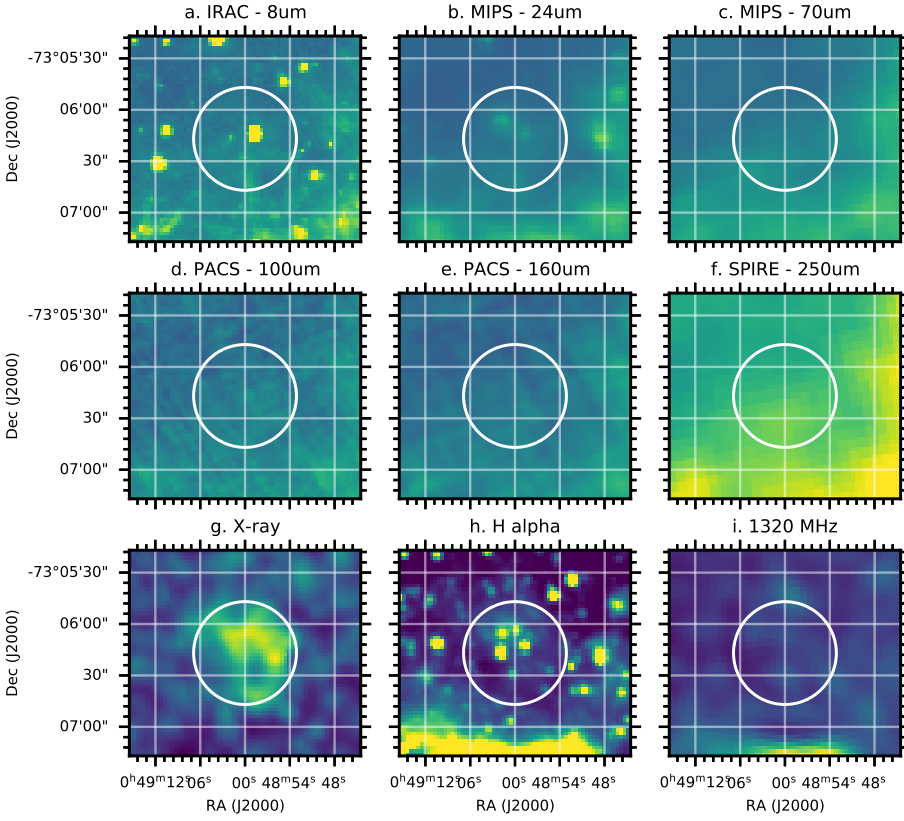 a. IRAC - 8um
b. MIPS - 24um
c. MIPS - 70um
-73°05'30"
06'00"
30"
07'00"
Dec (J2000)
d. PACS - 100um
e. PACS - 160um
f. SPIRE - 250um
-73°05'30"
06'00"
30"
07'00"
Dec (J2000)
g. X-ray
h. H alpha
i. 1320 MHz
-73°05'30"
06'00"
30"
07'00"
Dec (J2000)
0ʰ49ᵐ12ˢ06ˢ 00ˢ 48ᵐ54ˢ 48ˢ
0ʰ49ᵐ12ˢ06ˢ 00ˢ 48ᵐ54ˢ 48ˢ
0ʰ49ᵐ12ˢ06ˢ 00ˢ 48ᵐ54ˢ 48ˢ
RA (J2000)
RA (J2000)
RA (J2000)